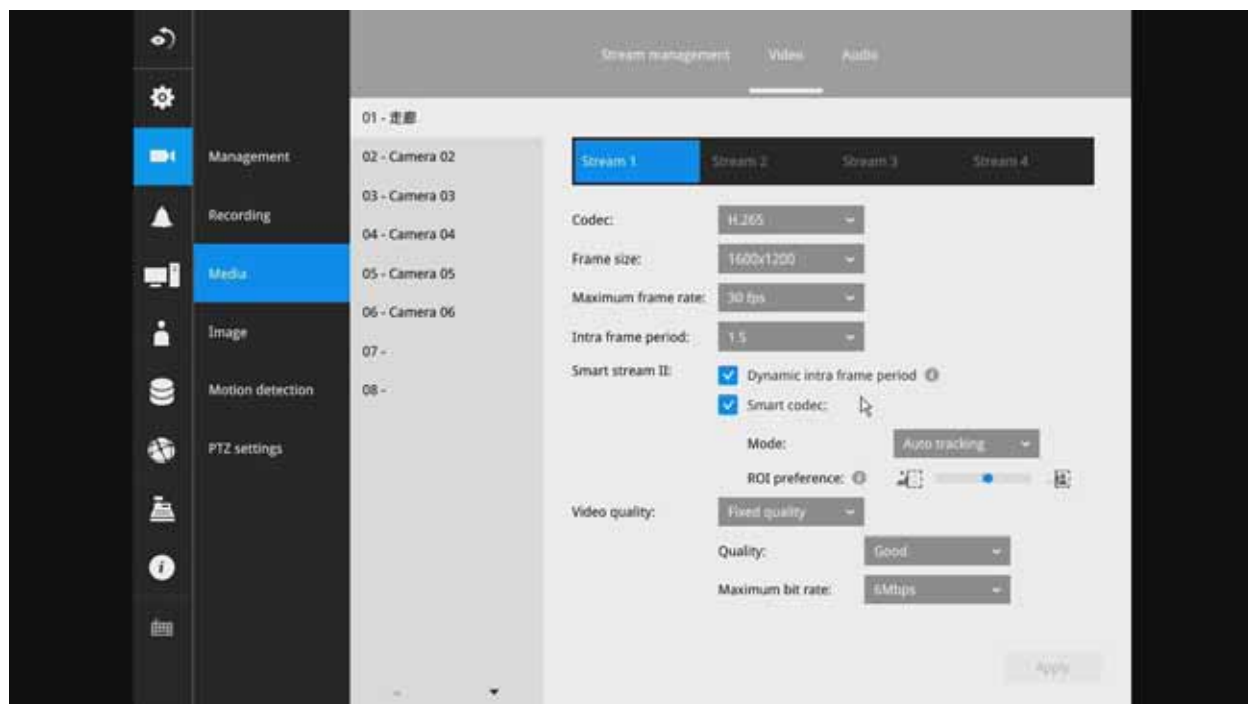 Stream management Video Audio
Management
Recording
Media
Image
Motion detection
PTZ settings
01 - 走廊
02 - Camera 02
03 - Camera 03
04 - Camera 04
05 - Camera 05
06 - Camera 06
07 -
08 -
Stream 1 Stream 2 Stream 3 Stream 4
Codec: H.265
Frame size: 1600x1200
Maximum frame rate: 30 fps
Intra frame period: 1.5
Smart stream II: Dynamic intra frame period
Smart codec:
Mode: Auto tracking
ROI preference:
Video quality: Fixed quality
Quality: Good
Maximum bit rate: 6Mbps
Apply